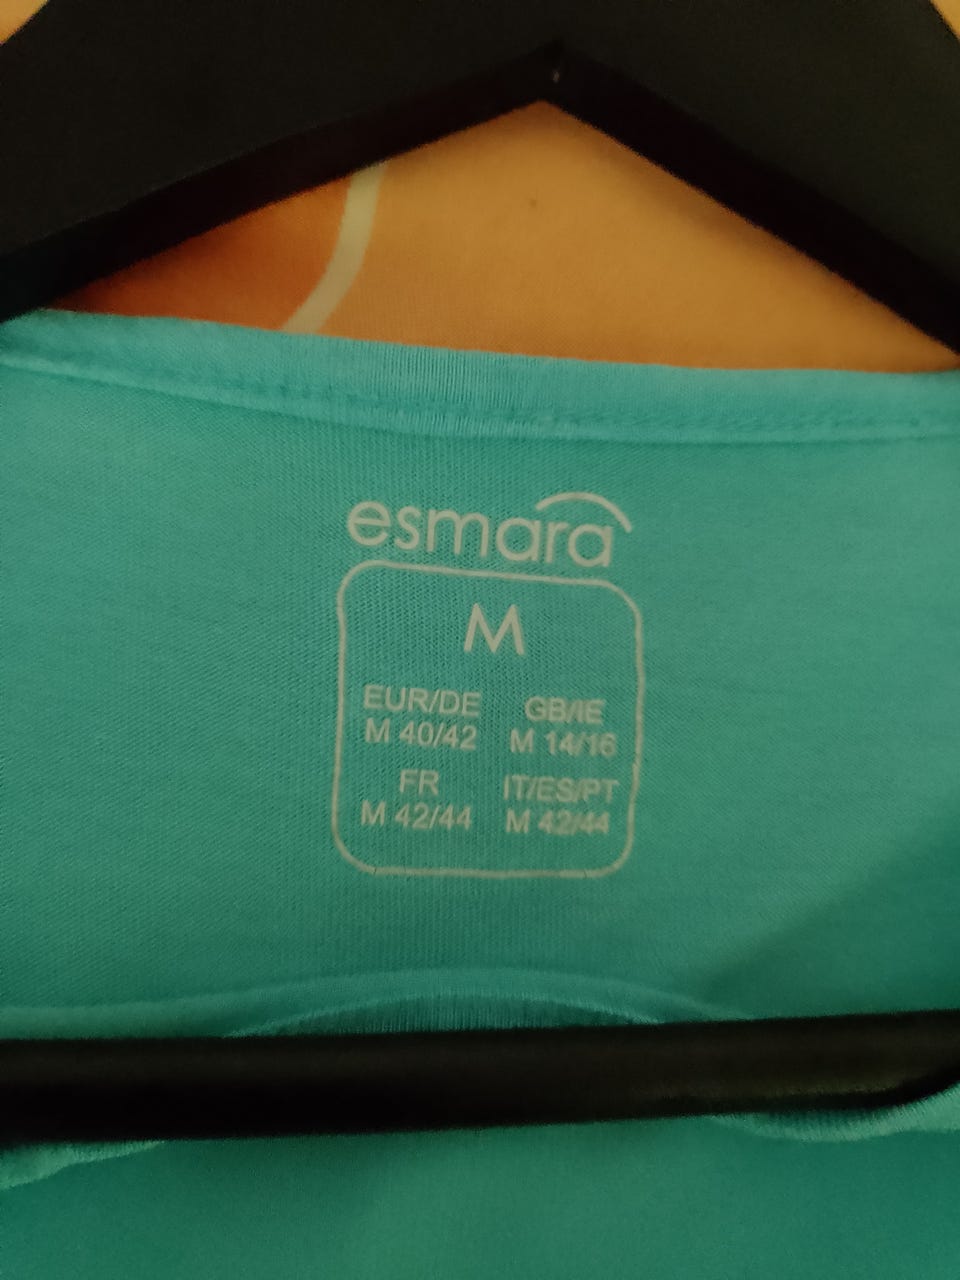 esmara
M
EUR/DE GB/IE
M 40/42 M 14/16
FR IT/ES/PT
M 42/44 M 42/44